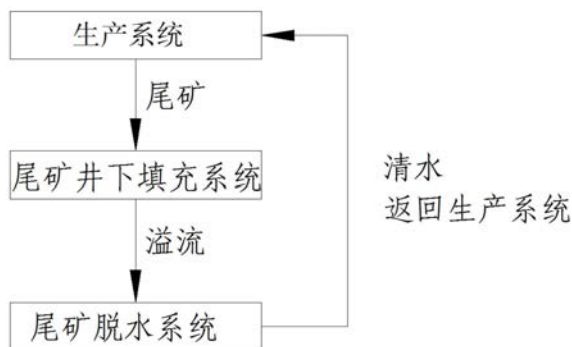 生产系统
尾矿
尾矿井下填充系统
清水
返回生产系统
溢流
尾矿脱水系统